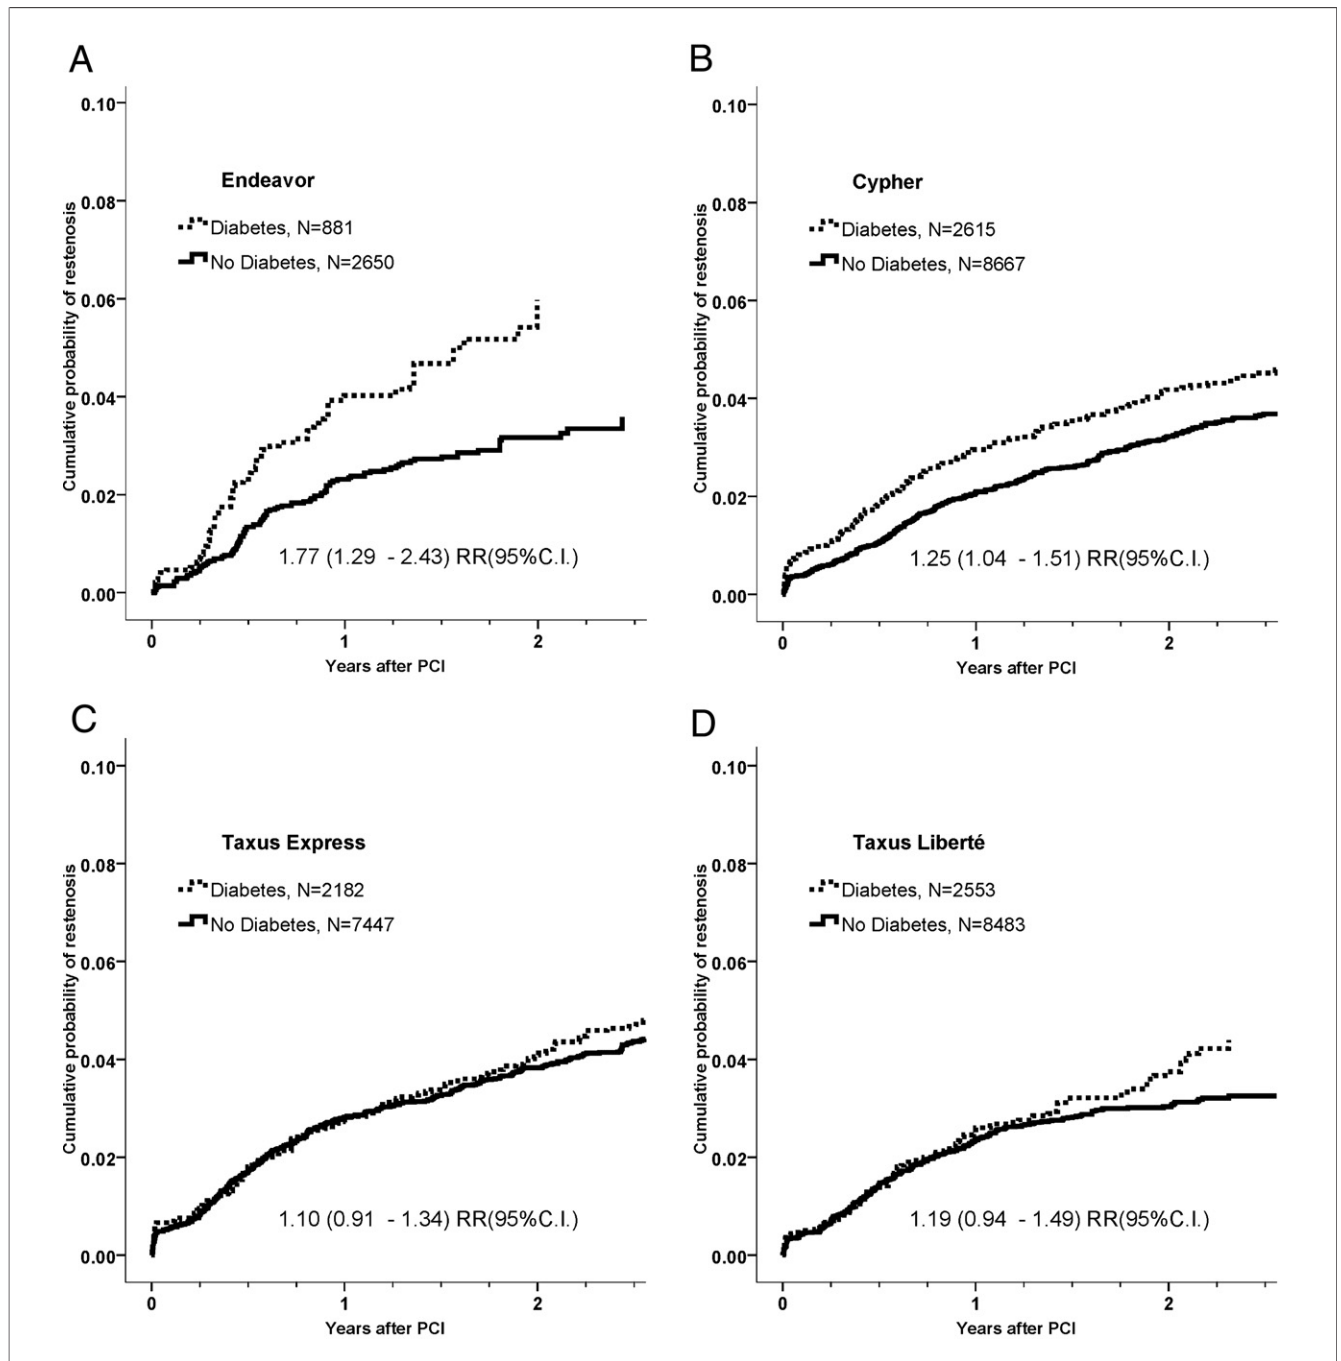 A
Cumulative probability of restenosis
0.10
0.08
0.06
0.04
0.02
0.00
Endeavor
Diabetes, N=881
No Diabetes, N=2650
1.77 (1.29 - 2.43) RR(95%C.I.)
0 1 2
Years after PCI
B
Cumulative probability of restenosis
0.10
0.08
0.06
0.04
0.02
0.00
Cypher
Diabetes, N=2615
No Diabetes, N=8667
1.25 (1.04 - 1.51) RR(95%C.I.)
0 1 2
Years after PCI
C
Cumulative probability of restenosis
0.10
0.08
0.06
0.04
0.02
0.00
Taxus Express
Diabetes, N=2182
No Diabetes, N=7447
1.10 (0.91 - 1.34) RR(95%C.I.)
0 1 2
Years after PCI
D
Cumulative probability of restenosis
0.10
0.08
0.06
0.04
0.02
0.00
Taxus Liberté
Diabetes, N=2553
No Diabetes, N=8483
1.19 (0.94 - 1.49) RR(95%C.I.)
0 1 2
Years after PCI